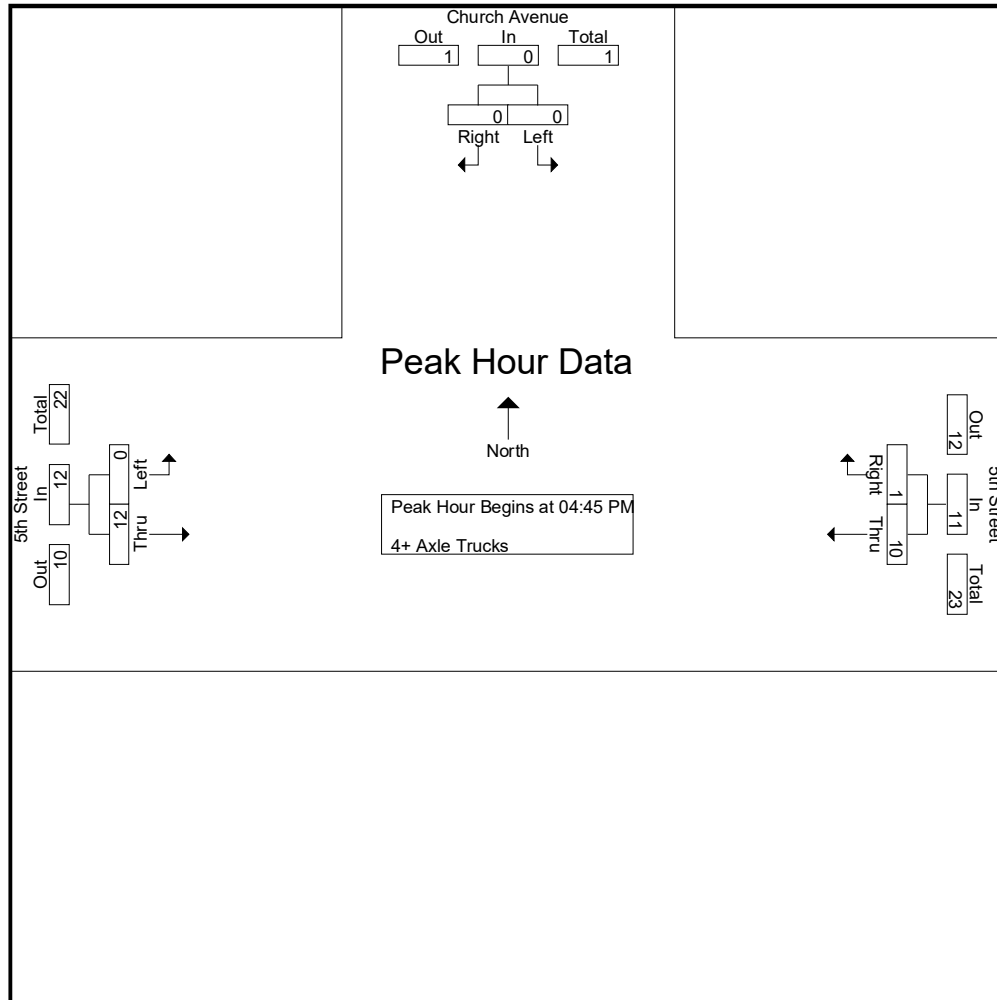 Church Avenue
Out In Total
1 0 1
0 0
Right Left
Peak Hour Data
North
Peak Hour Begins at 04:45 PM
4+ Axle Trucks
5th Street
Total In Out
22 12 10
0 12
Left Thru
5th Street
Out In Total
12 11 23
1 10
Right Thru